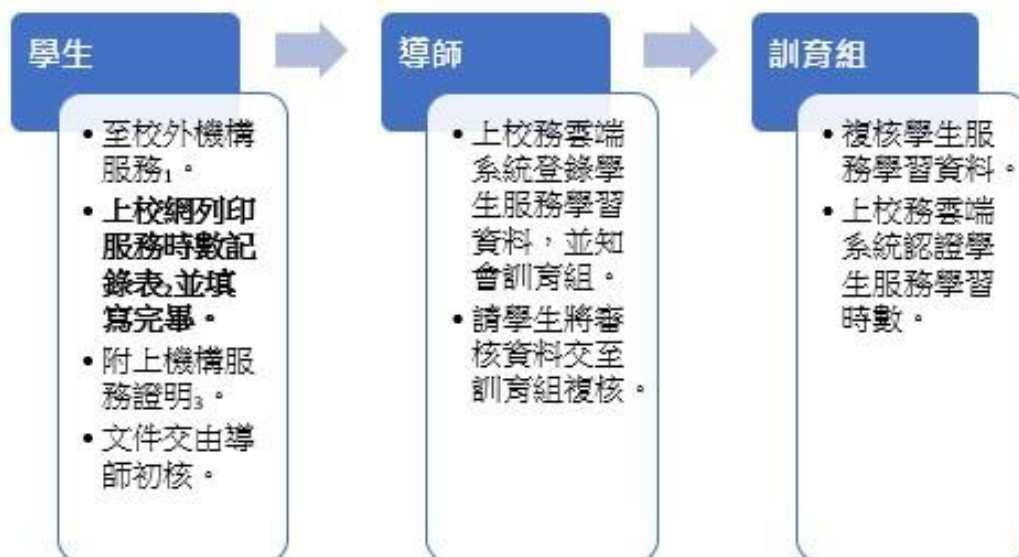 學生
• 至校外機構
服務₁。
• 上校網列印
服務時數記
錄表₂並填
寫完畢。
• 附上機構服
務證明₃。
• 文件交由導
師初核。
導師
• 上校務雲端
系統登錄學
生服務學習
資料，並知
會訓育組。
• 請學生將審
核資料交至
訓育組複核。
訓育組
• 複核學生服
務學習資料。
• 上校務雲端
系統認證學
生服務學習
時數。